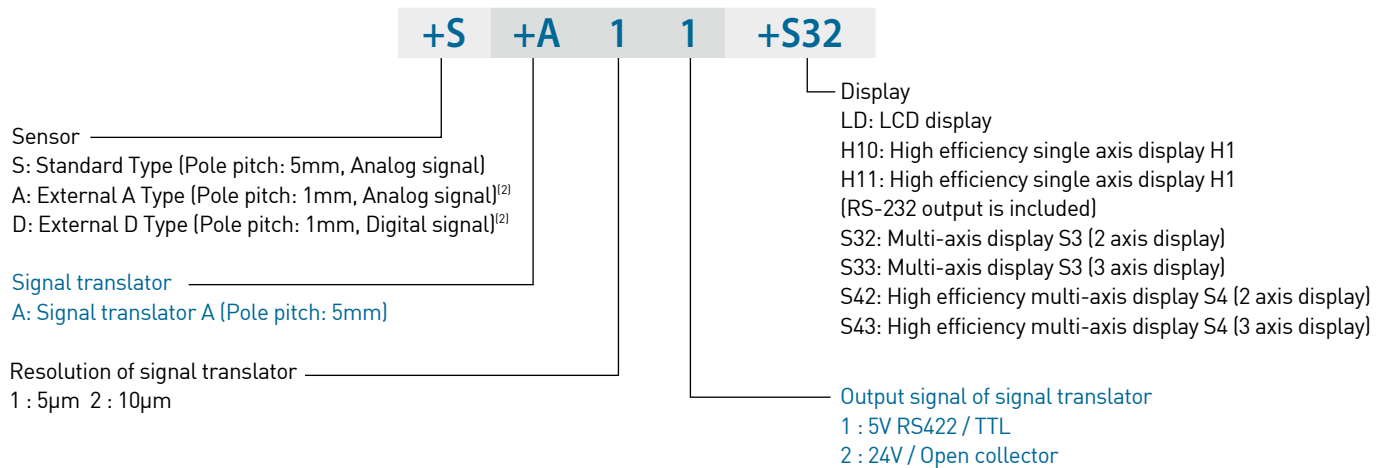 +S +A 1 1 +S32
Sensor
S: Standard Type (Pole pitch: 5mm, Analog signal)
A: External A Type (Pole pitch: 1mm, Analog signal)(2)
D: External D Type (Pole pitch: 1mm, Digital signal)(2)
Signal translator
A: Signal translator A (Pole pitch: 5mm)
Resolution of signal translator
1 : 5μm 2 : 10μm
Display
LD: LCD display
H10: High efficiency single axis display H1
H11: High efficiency single axis display H1
(RS-232 output is included)
S32: Multi-axis display S3 (2 axis display)
S33: Multi-axis display S3 (3 axis display)
S42: High efficiency multi-axis display S4 (2 axis display)
S43: High efficiency multi-axis display S4 (3 axis display)
Output signal of signal translator
1 : 5V RS422 / TTL
2 : 24V / Open collector